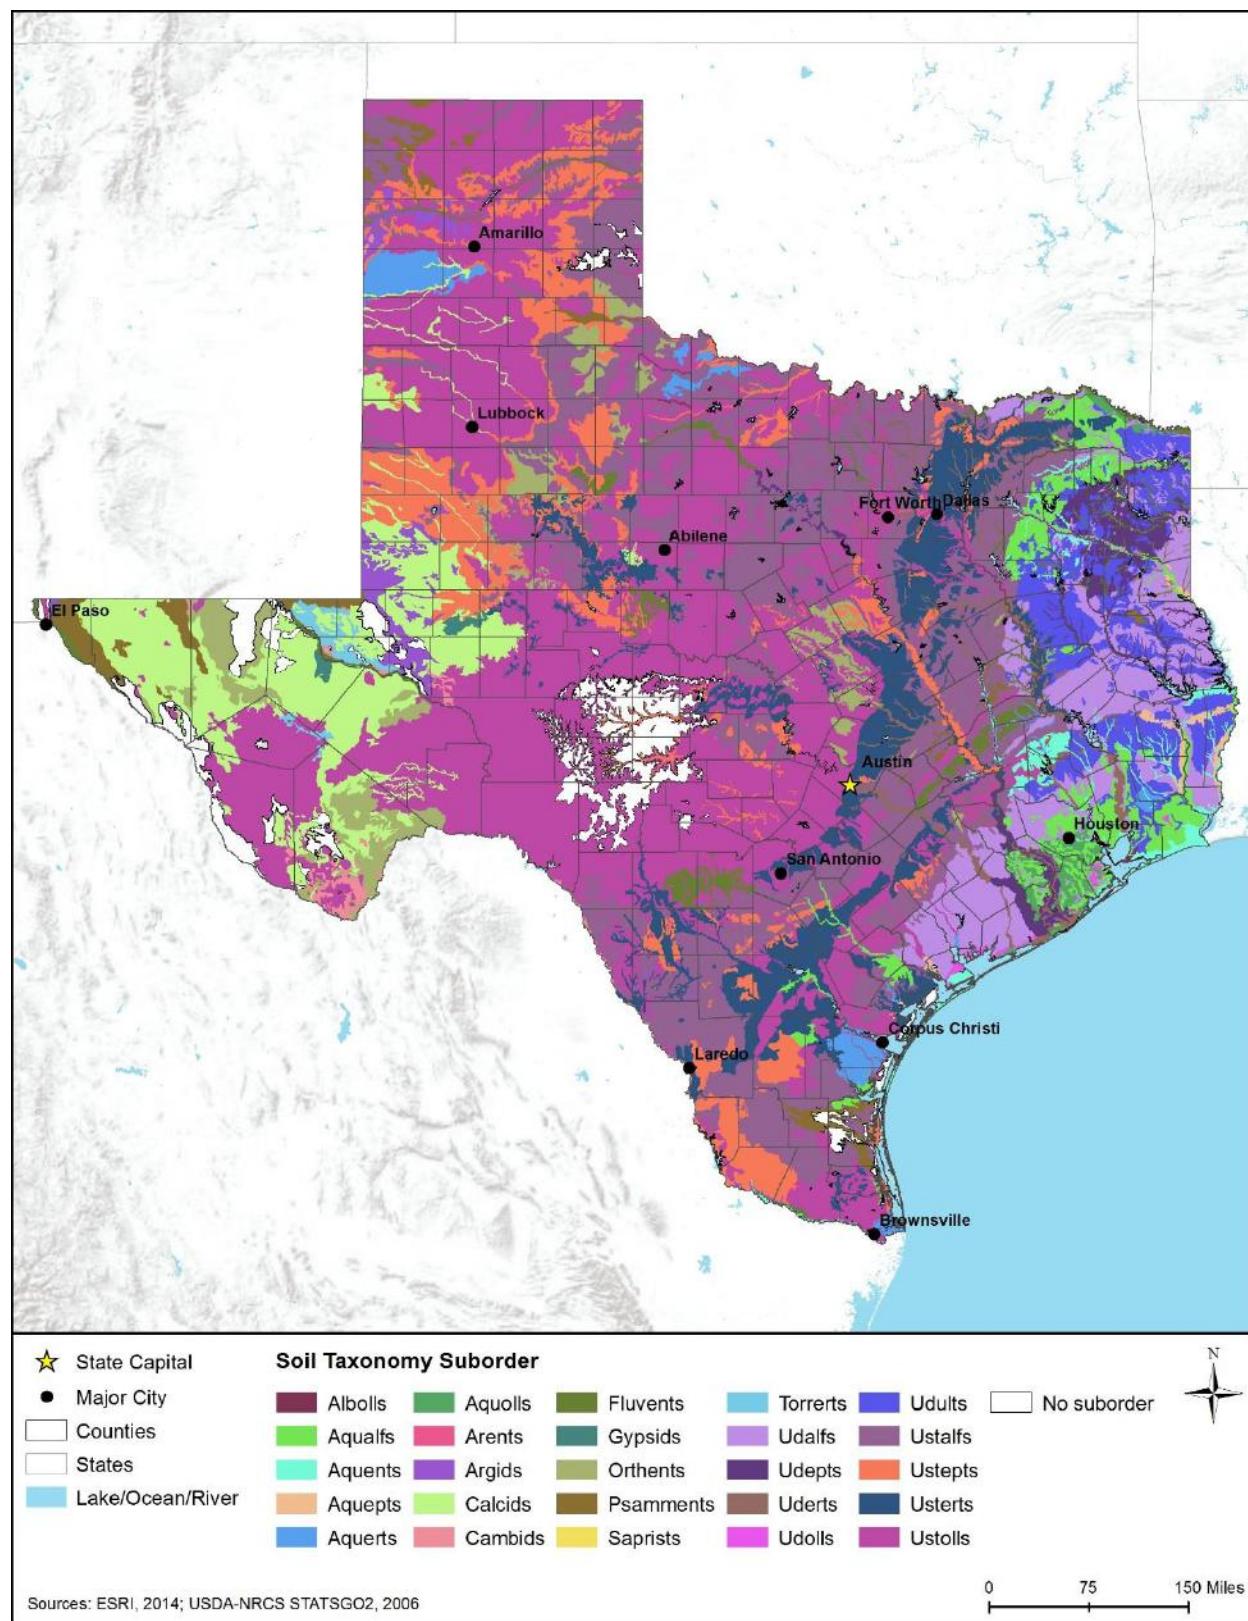 Amarillo
Lubbock
Fort Worth
Dallas
Abilene
El Paso
Austin
Houston
San Antonio
Corpus Christi
Laredo
Brownsville
State Capital
Major City
Counties
States
Lake/Ocean/River
Soil Taxonomy Suborder
Albolls
Aqualfs
Aquents
Aquepts
Aquerts
Aquolls
Arents
Argids
Calcids
Cambids
Fluvents
Gypsids
Orthents
Psamments
Saprists
Torrerts
Udalfs
Udepts
Uderts
Udolls
Udults
Ustalfs
Ustepts
Usterts
Ustolls
No suborder
N
0 75 150 Miles
Sources: ESRI, 2014; USDA-NRCS STATSGO2, 2006